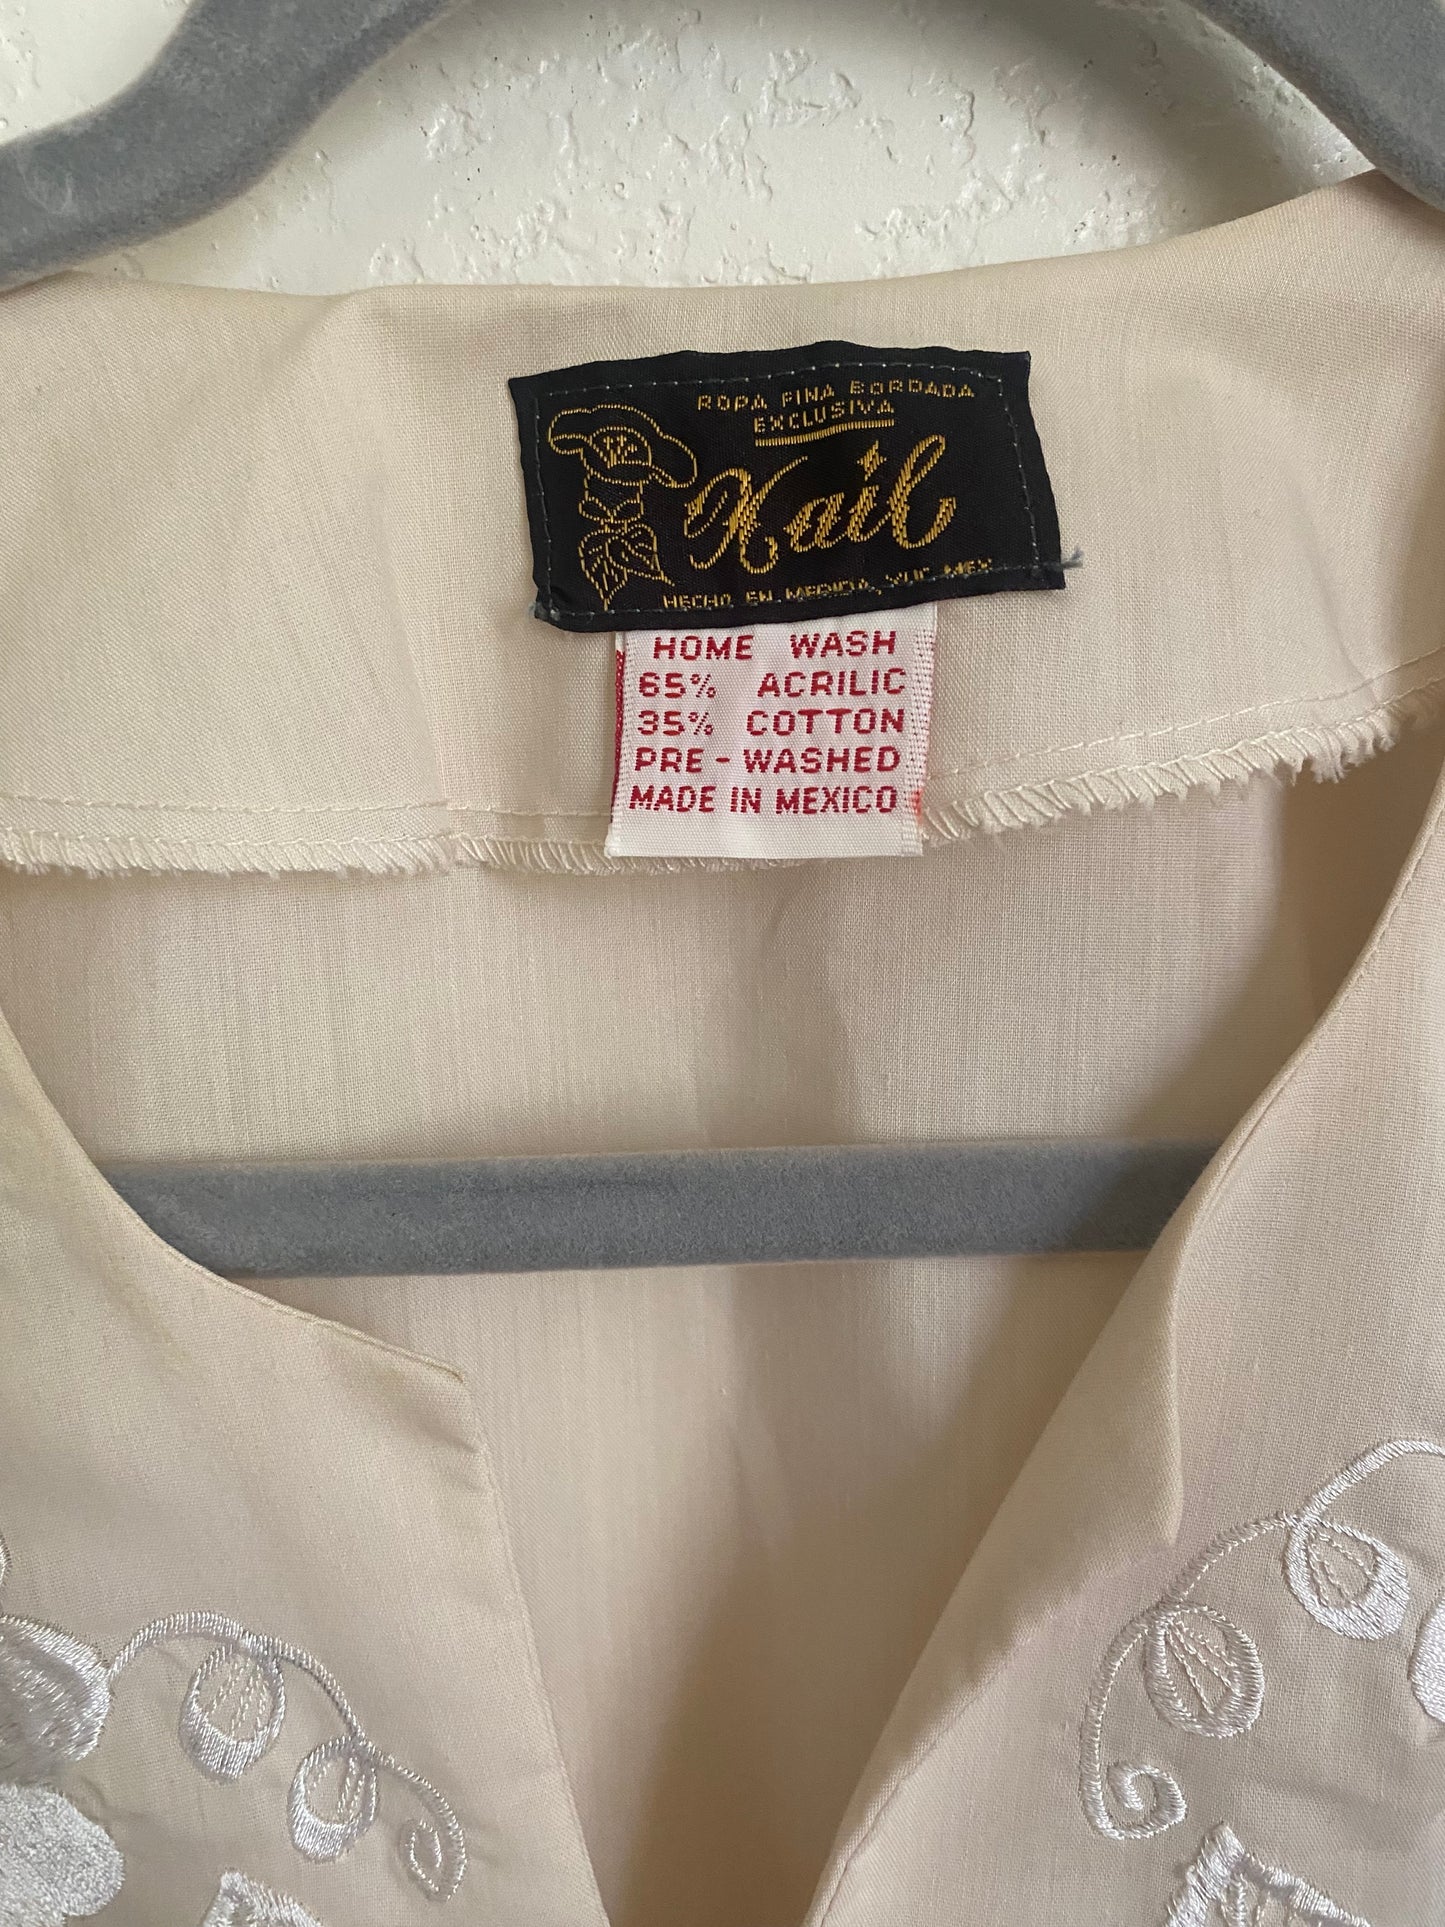 ROPA FINA BORDADA
EXCLUSIVA
Xail
HECHO EN MERIDA, YUC. MEX
HOME WASH
65% ACRILIC
35% COTTON
PRE-WASHED
MADE IN MEXICO